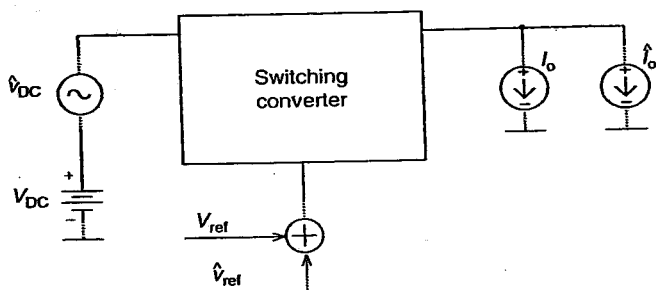 Switching
converter
v̂DC
VDC
+
−
Vref
v̂ref
+
Io
+
−
Îo
+
−